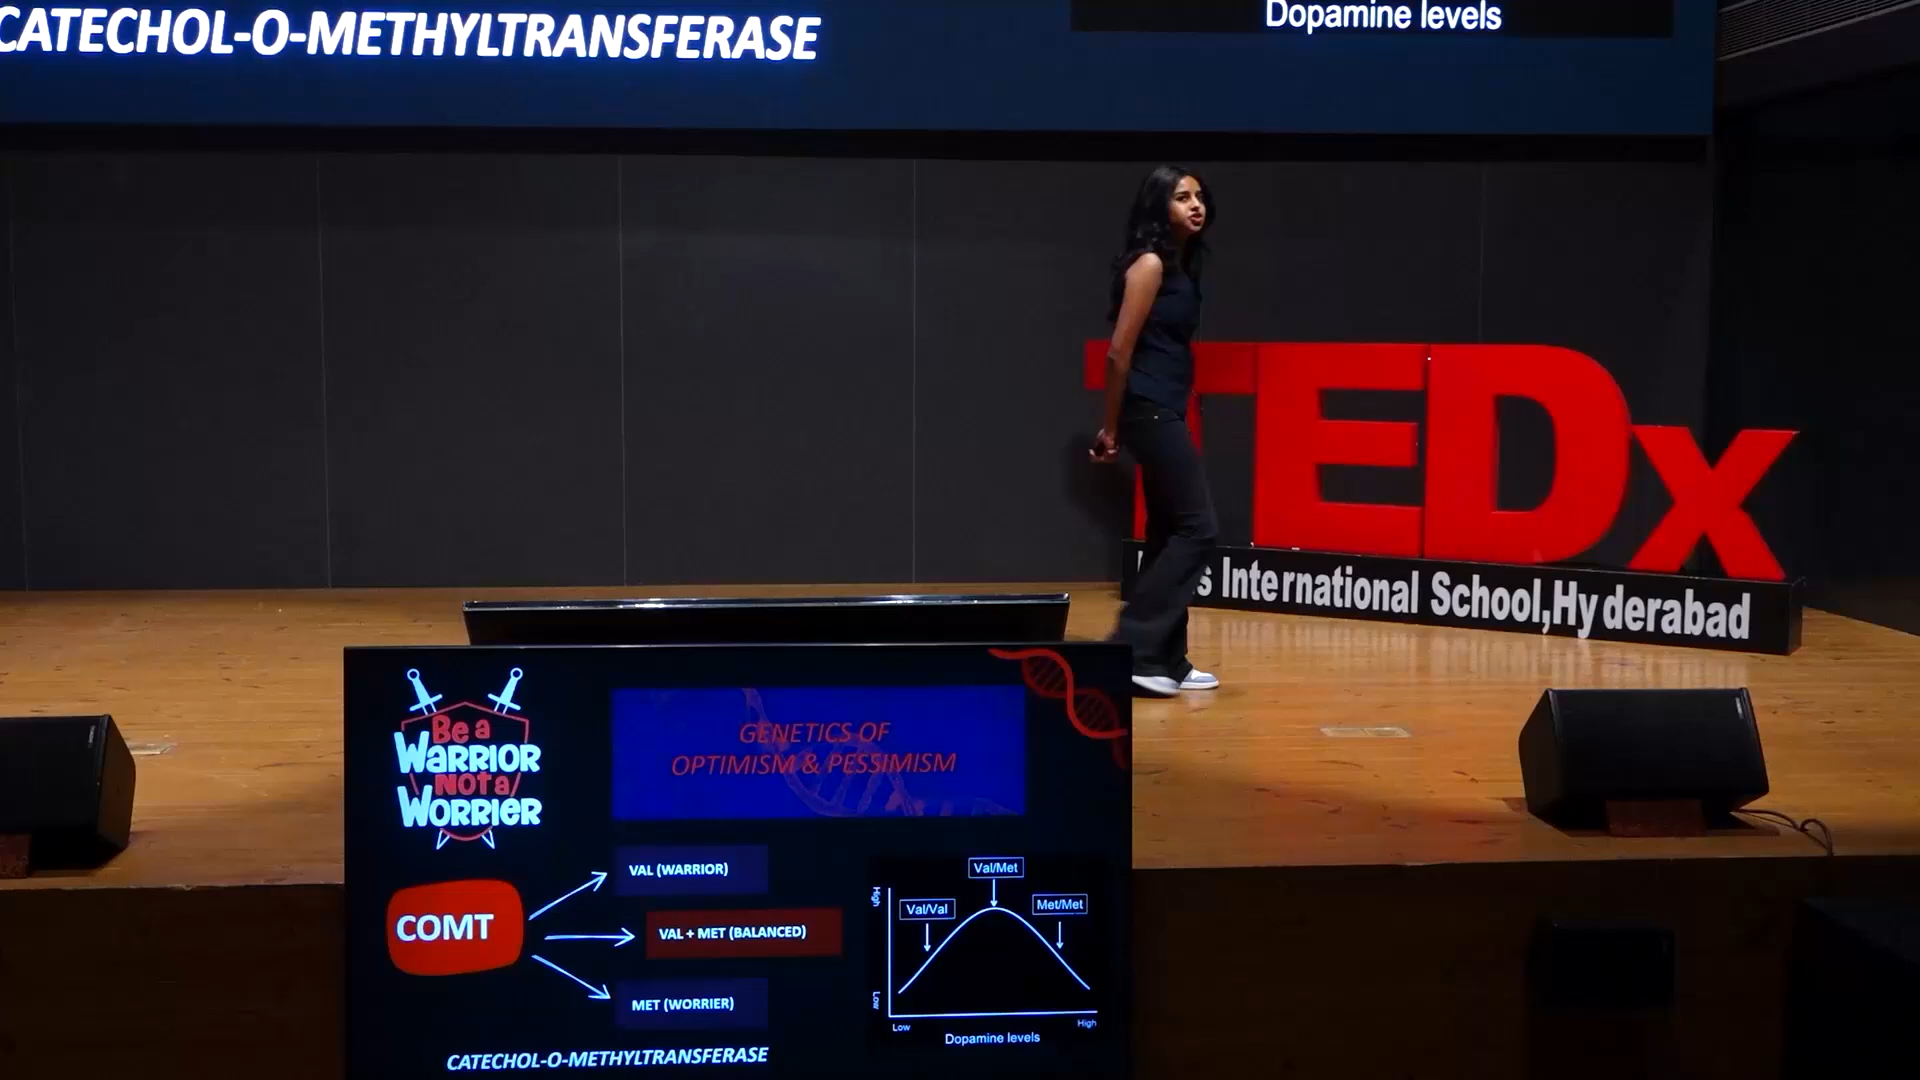 CATECHOL-O-METHYLTRANSFERASE
Dopamine levels
TEDx
International School,Hyderabad
Be a
WARRIOR
NOT a
WORRIER
GENETICS OF
OPTIMISM & PESSIMISM
COMT
VAL (WARRIOR)
VAL + MET (BALANCED)
MET (WORRIER)
CATECHOL-O-METHYLTRANSFERASE
Val/Met
Val/Val
Met/Met
High
Low
Low
High
Dopamine levels